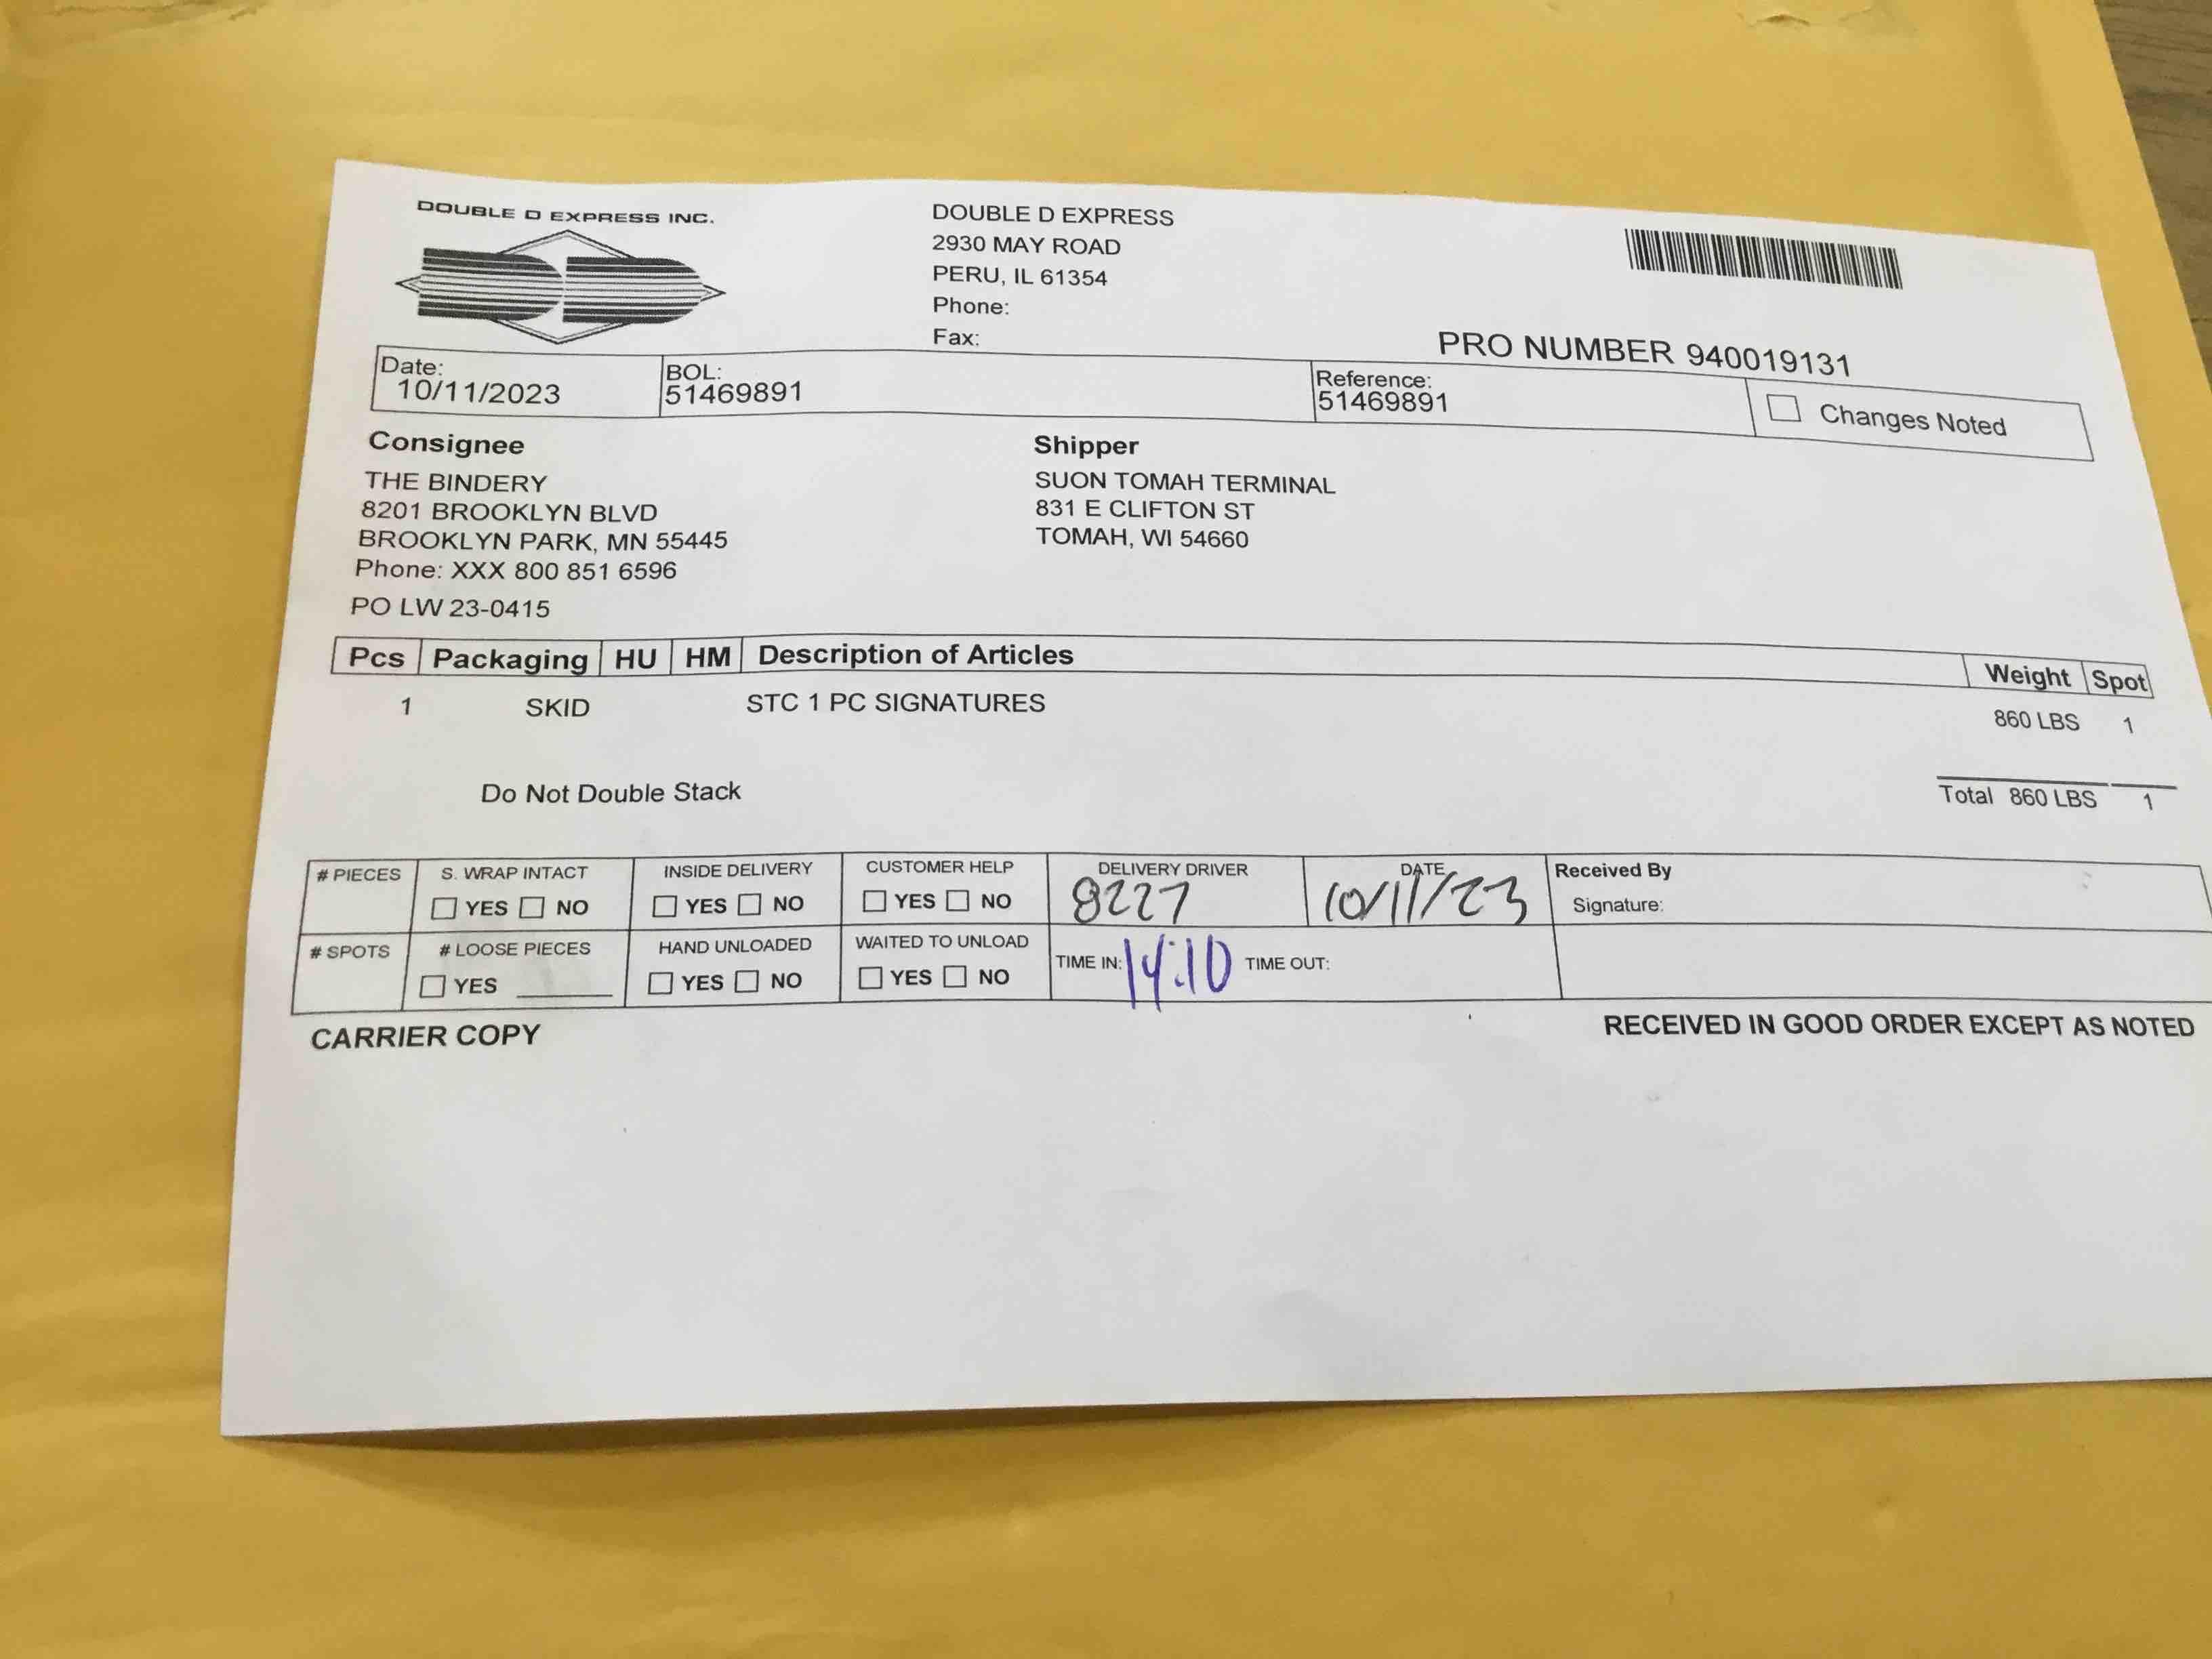 DOUBLE D EXPRESS INC.
DOUBLE D EXPRESS
2930 MAY ROAD
PERU, IL 61354
Phone:
Fax:
PRO NUMBER 940019131
Date:
10/11/2023
BOL:
51469891
Reference:
51469891
Changes Noted
Consignee
THE BINDERY
8201 BROOKLYN BLVD
BROOKLYN PARK, MN 55445
Phone: XXX 800 851 6596
PO LW 23-0415
Shipper
SUON TOMAH TERMINAL
831 E CLIFTON ST
TOMAH, WI 54660
Pcs Packaging HU HM Description of Articles Weight Spot
1 SKID STC 1 PC SIGNATURES 860 LBS 1
Do Not Double Stack
Total 860 LBS 1
# PIECES
S. WRAP INTACT
YES NO
INSIDE DELIVERY
YES NO
CUSTOMER HELP
YES NO
DELIVERY DRIVER
8227
DATE
10/11/23
Received By
Signature:
# SPOTS
# LOOSE PIECES
YES
HAND UNLOADED
YES NO
WAITED TO UNLOAD
YES NO
TIME IN: 14:10 TIME OUT:
CARRIER COPY
RECEIVED IN GOOD ORDER EXCEPT AS NOTED